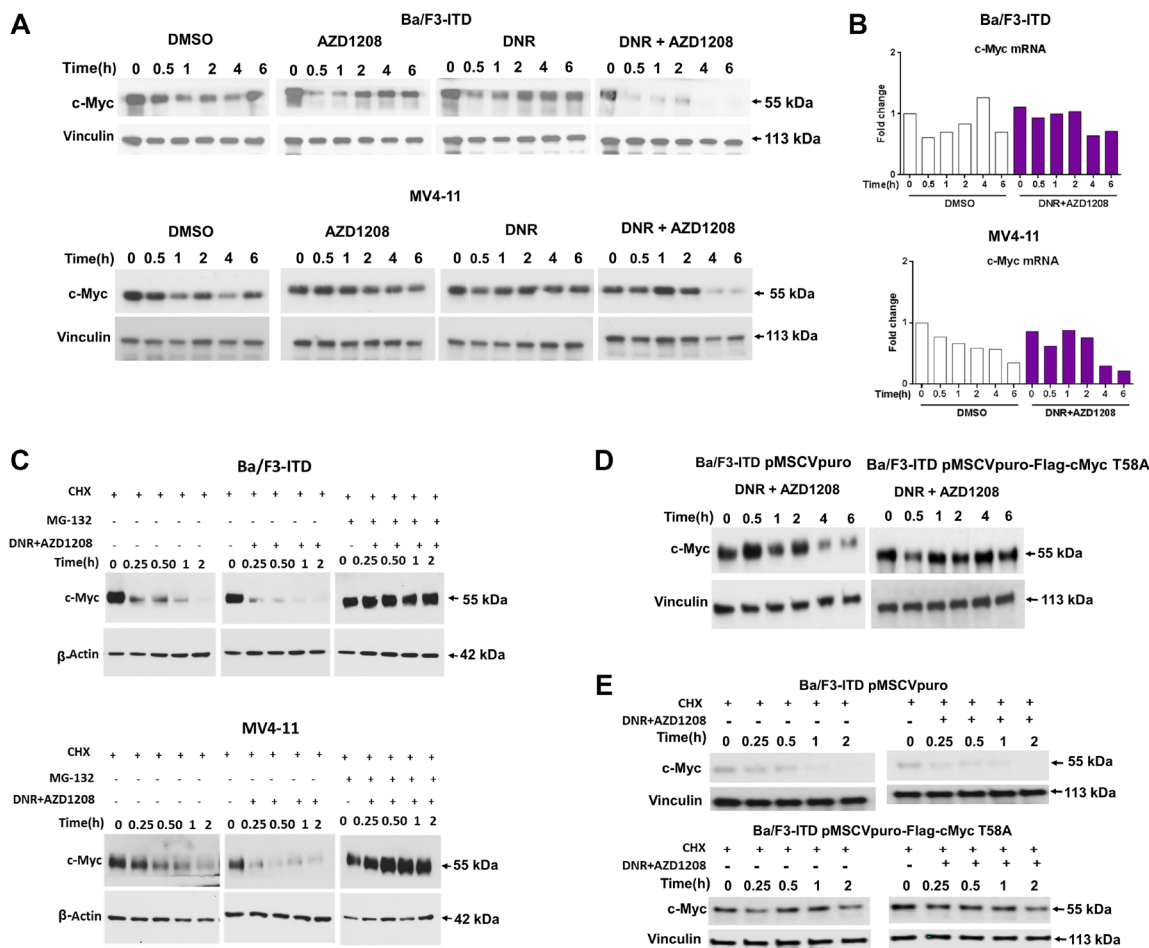 A
Ba/F3-ITD
DMSO AZD1208 DNR DNR + AZD1208
Time(h) 0 0.5 1 2 4 6 0 0.5 1 2 4 6 0 0.5 1 2 4 6 0 0.5 1 2 4 6
c-Myc 55 kDa
Vinculin 113 kDa
MV4-11
DMSO AZD1208 DNR DNR + AZD1208
Time(h) 0 0.5 1 2 4 6 0 0.5 1 2 4 6 0 0.5 1 2 4 6 0 0.5 1 2 4 6
c-Myc 55 kDa
Vinculin 113 kDa
B
Ba/F3-ITD
c-Myc mRNA
Fold change
2
1
0
Time(h) 0 0.5 1 2 4 6 0 0.5 1 2 4 6
DMSO DNR+AZD1208
MV4-11
c-Myc mRNA
Fold change
2
1
0
Time(h) 0 0.5 1 2 4 6 0 0.5 1 2 4 6
DMSO DNR+AZD1208
C
Ba/F3-ITD
CHX + + + + + + + + + + + + + + +
MG-132 - - - - - - - - - - + + + + +
DNR+AZD1208 - - - - - - + + + + - + + + +
Time(h) 0 0.25 0.50 1 2 0 0.25 0.50 1 2 0 0.25 0.50 1 2
c-Myc 55 kDa
β-Actin 42 kDa
MV4-11
CHX + + + + + + + + + + + + + + +
MG-132 - - - - - - - - - - + + + + +
DNR+AZD1208 - - - - - - + + + + - + + + +
Time(h) 0 0.25 0.50 1 2 0 0.25 0.50 1 2 0 0.25 0.50 1 2
c-Myc 55 kDa
β-Actin 42 kDa
D
Ba/F3-ITD pMSCVpuro Ba/F3-ITD pMSCVpuro-Flag-cMyc T58A
DNR + AZD1208 DNR + AZD1208
Time(h) 0 0.5 1 2 4 6 0 0.5 1 2 4 6
c-Myc 55 kDa
Vinculin 113 kDa
E
Ba/F3-ITD pMSCVpuro
CHX + + + + + + + + + +
DNR+AZD1208 - - - - - - + + + +
Time(h) 0 0.25 0.5 1 2 0 0.25 0.5 1 2
c-Myc 55 kDa
Vinculin 113 kDa
Ba/F3-ITD pMSCVpuro-Flag-cMyc T58A
CHX + + + + + + + + + +
DNR+AZD1208 - - - - - - + + + +
Time(h) 0 0.25 0.5 1 2 0 0.25 0.5 1 2
c-Myc 55 kDa
Vinculin 113 kDa